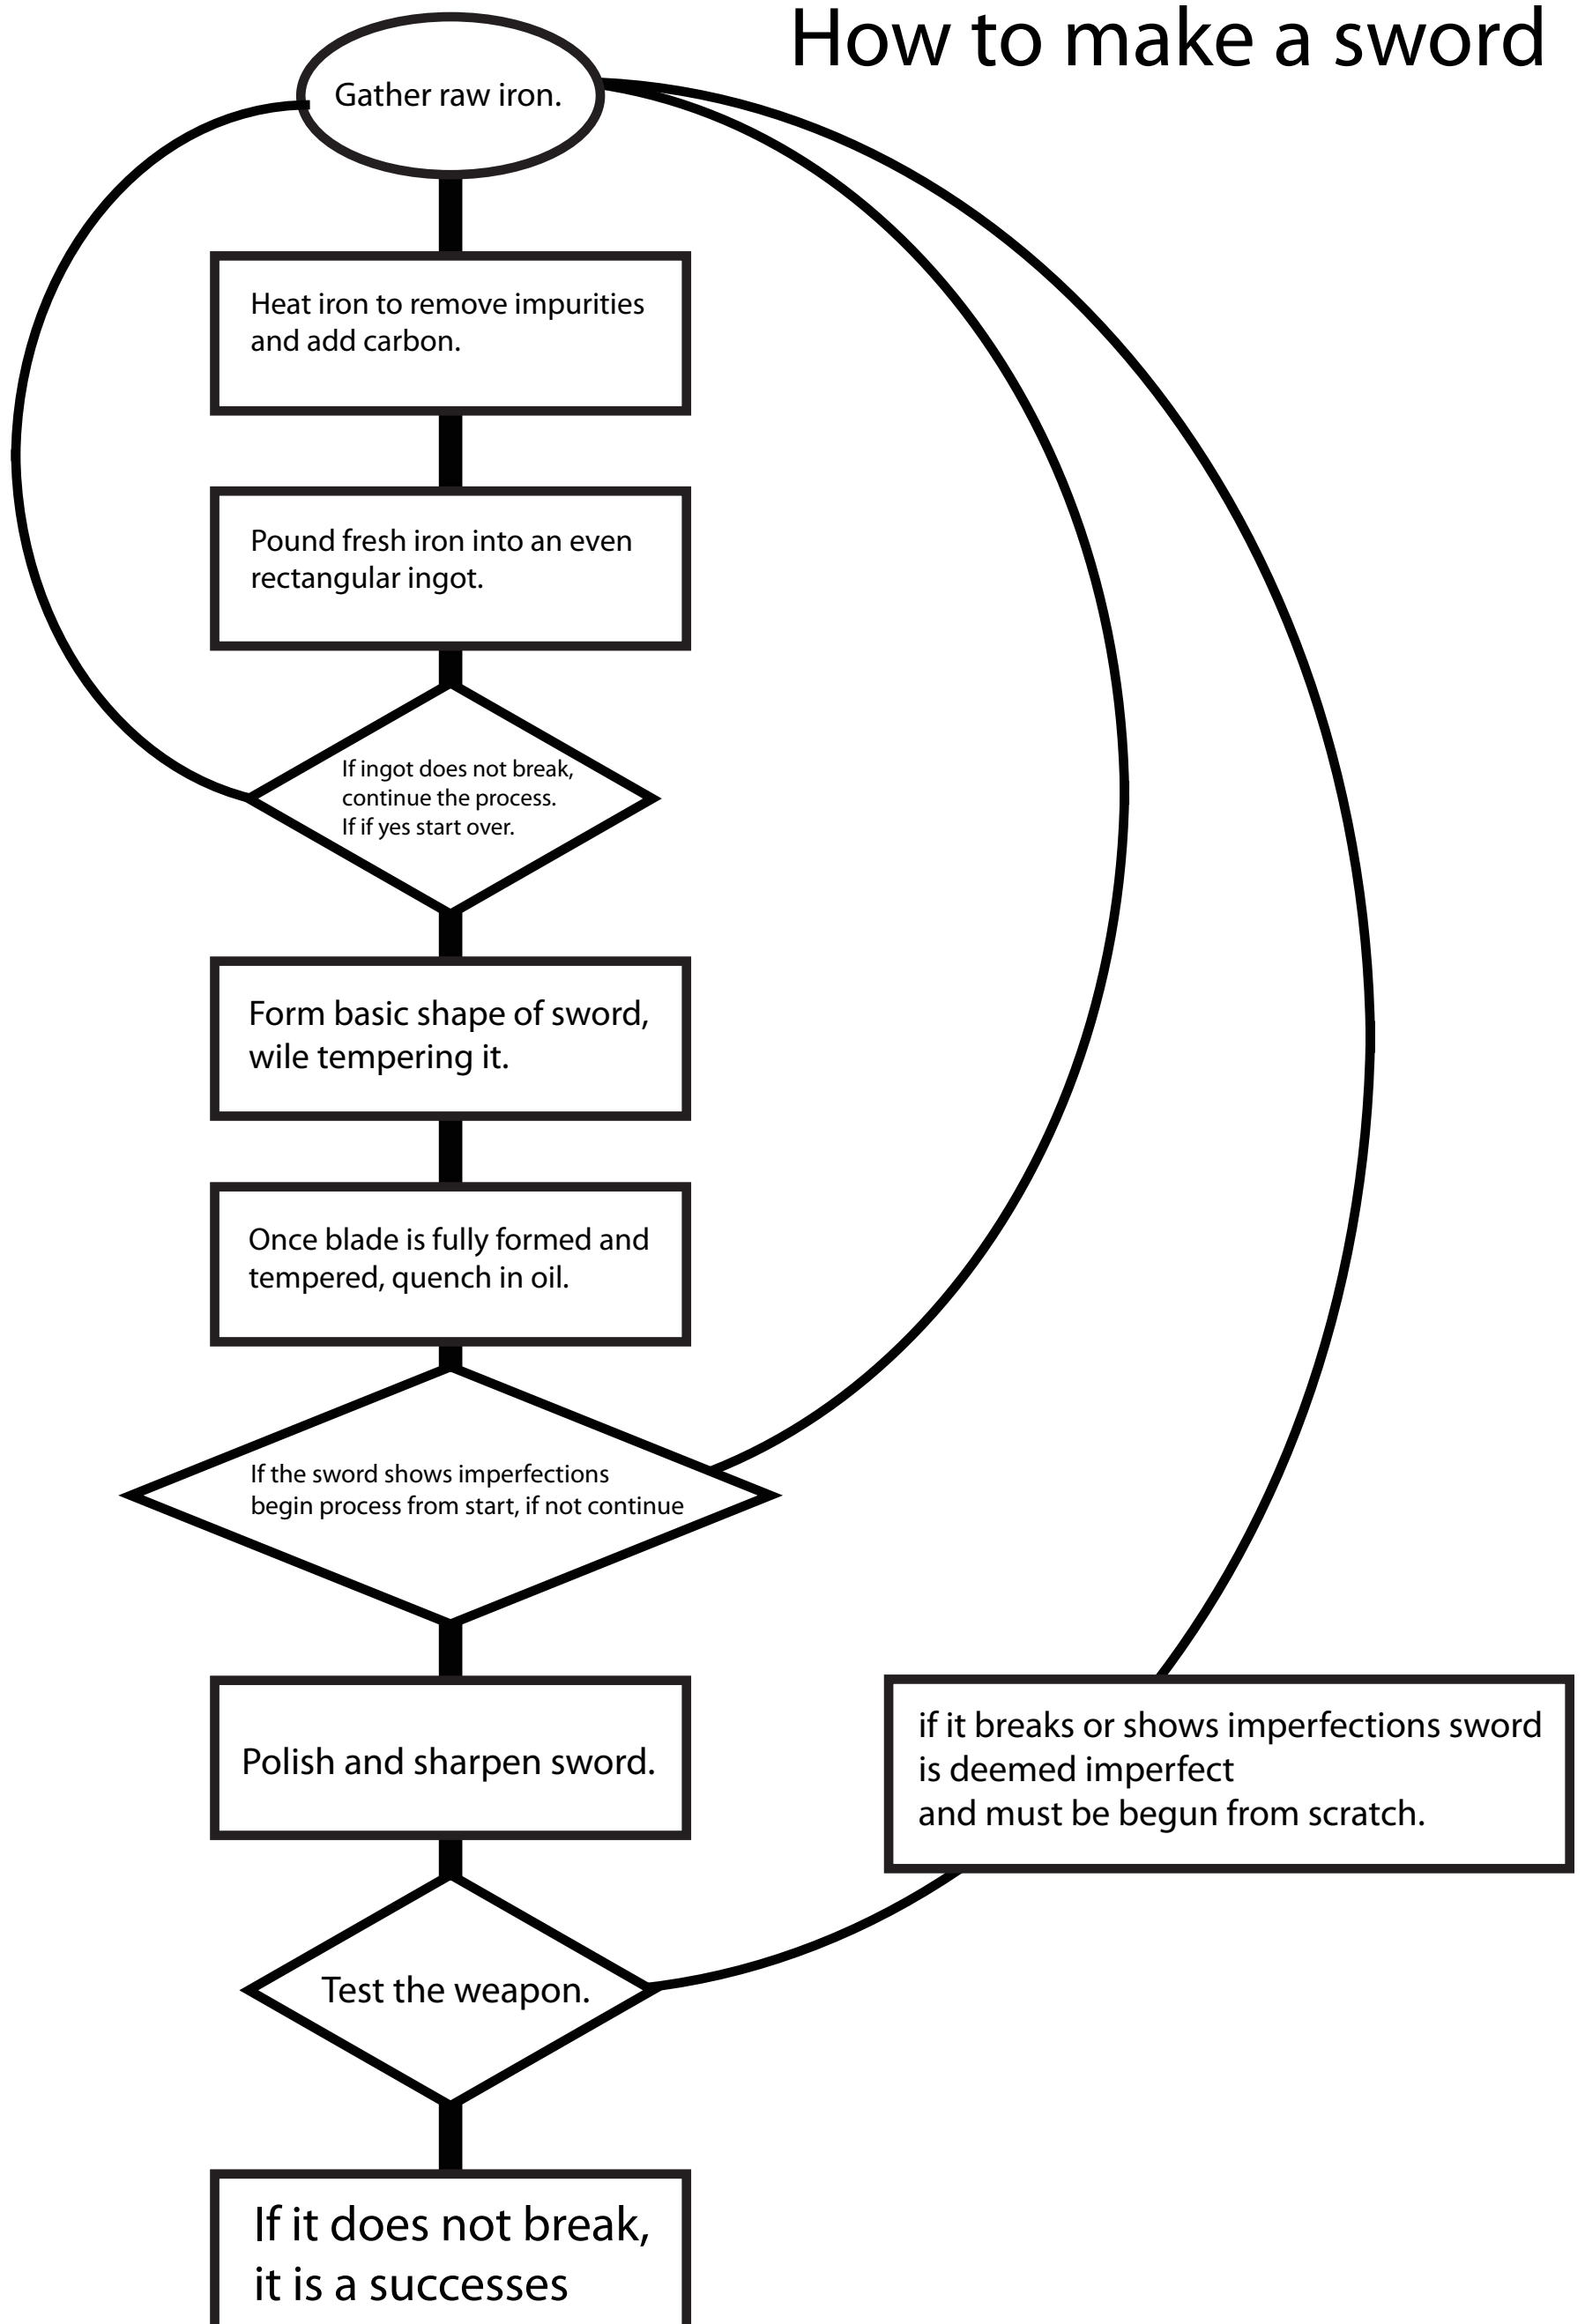 How to make a sword
Gather raw iron.
Heat iron to remove impurities
and add carbon.
Pound fresh iron into an even
rectangular ingot.
If ingot does not break,
continue the process.
If if yes start over.
Form basic shape of sword,
wile tempering it.
Once blade is fully formed and
tempered, quench in oil.
If the sword shows imperfections
begin process from start, if not continue
Polish and sharpen sword.
if it breaks or shows imperfections sword
is deemed imperfect
and must be begun from scratch.
Test the weapon.
If it does not break,
it is a successes